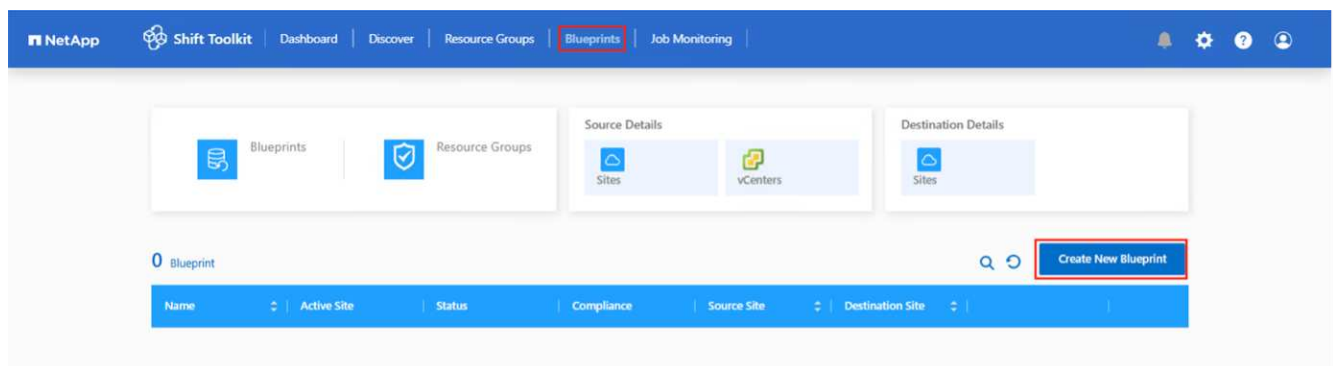 NetApp Shift Toolkit Dashboard Discover Resource Groups Blueprints Job Monitoring
Blueprints Resource Groups
Source Details
Sites vCenters
Destination Details
Sites
0 Blueprint
Create New Blueprint
Name Active Site Status Compliance Source Site Destination Site